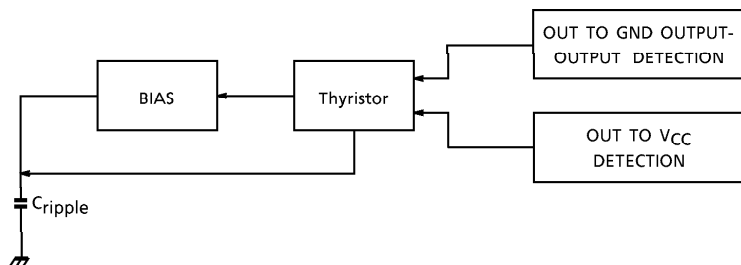 OUT TO GND OUTPUT-
OUTPUT DETECTION
BIAS
Thyristor
OUT TO VCC
DETECTION
Cripple